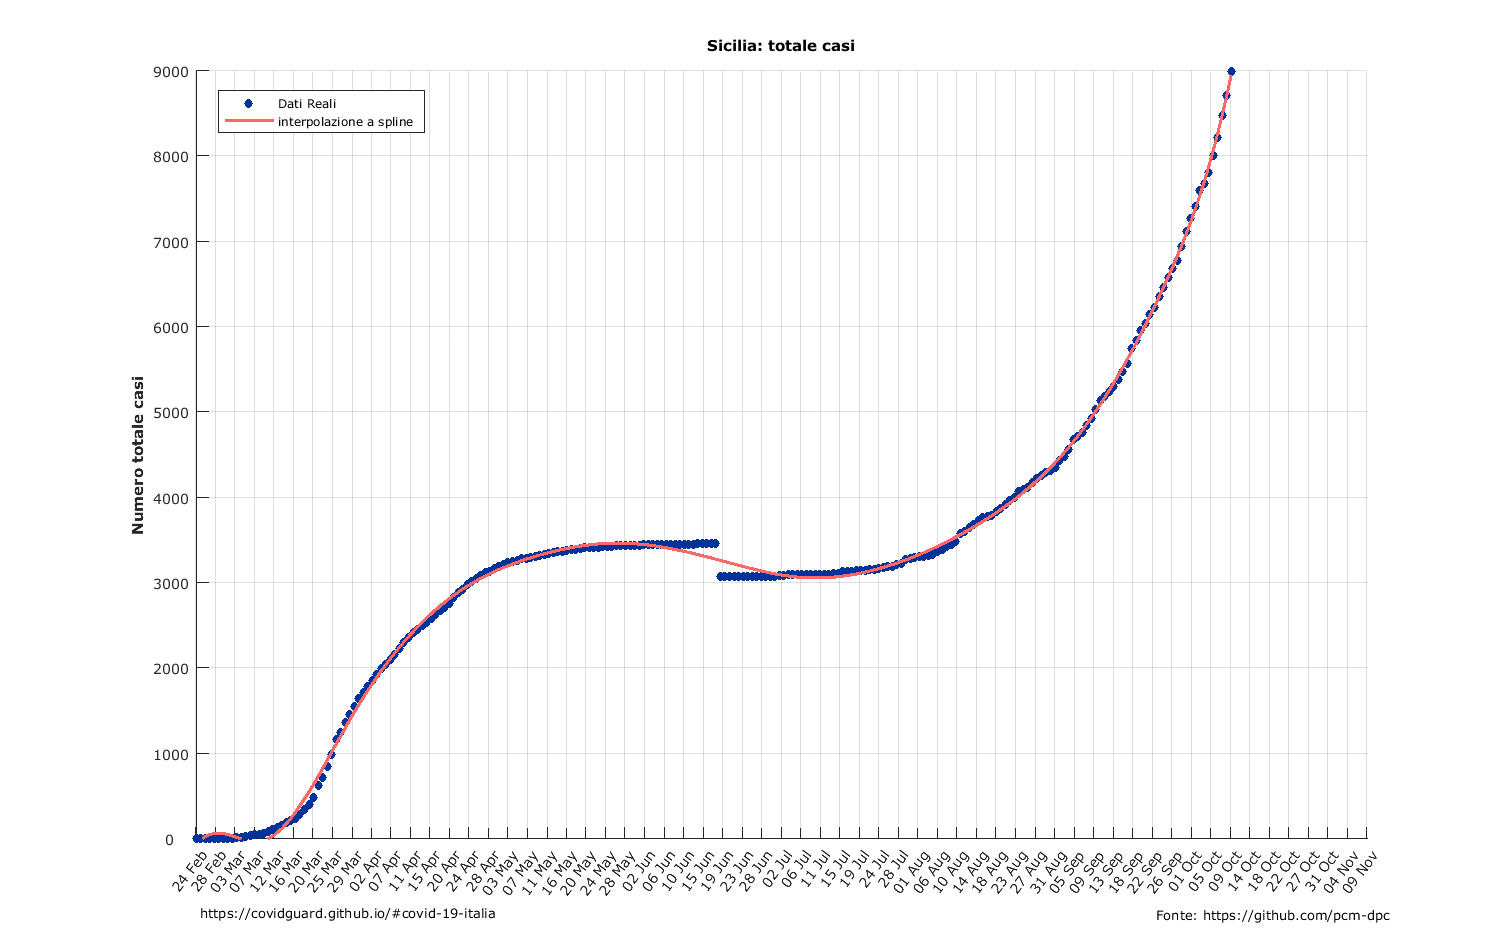 Sicilia: totale casi
9000
8000
7000
6000
5000
4000
3000
2000
1000
0
Numero totale casi
Dati Reali
interpolazione a spline
24 Feb
28 Feb
03 Mar
07 Mar
12 Mar
16 Mar
20 Mar
25 Mar
29 Mar
02 Apr
07 Apr
11 Apr
15 Apr
20 Apr
24 Apr
28 Apr
03 May
07 May
11 May
16 May
20 May
24 May
28 May
02 Jun
06 Jun
10 Jun
15 Jun
19 Jun
23 Jun
28 Jun
02 Jul
06 Jul
11 Jul
15 Jul
19 Jul
24 Jul
28 Jul
01 Aug
06 Aug
10 Aug
14 Aug
18 Aug
23 Aug
27 Aug
31 Aug
05 Sep
09 Sep
13 Sep
18 Sep
22 Sep
26 Sep
01 Oct
05 Oct
09 Oct
14 Oct
18 Oct
22 Oct
27 Oct
31 Oct
04 Nov
09 Nov
https://covidguard.github.io/#covid-19-italia
Fonte: https://github.com/pcm-dpc